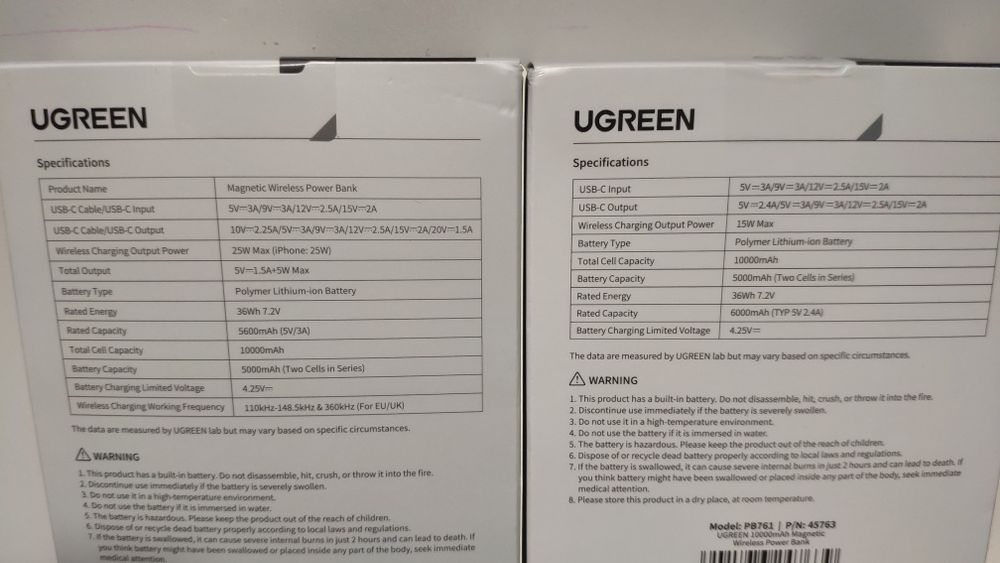 UGREEN
Specifications
Product Name Magnetic Wireless Power Bank
USB-C Cable/USB-C Input 5V⎓3A/9V⎓3A/12V⎓2.5A/15V⎓2A
USB-C Cable/USB-C Output 10V⎓2.25A/5V⎓3A/9V⎓3A/12V⎓2.5A/15V⎓2A/20V⎓1.5A
Wireless Charging Output Power 25W Max (iPhone: 25W)
Total Output 5V⎓1.5A+5W Max
Battery Type Polymer Lithium-ion Battery
Rated Energy 36Wh 7.2V
Rated Capacity 5600mAh (5V/3A)
Total Cell Capacity 10000mAh
Battery Capacity 5000mAh (Two Cells in Series)
Battery Charging Limited Voltage 4.25V⎓
Wireless Charging Working Frequency 110kHz-148.5kHz & 360kHz (For EU/UK)
The data are measured by UGREEN lab but may vary based on specific circumstances.
WARNING
1. This product has a built-in battery. Do not disassemble, hit, crush, or throw it into the fire.
2. Discontinue use immediately if the battery is severely swollen.
3. Do not use it in a high-temperature environment.
4. Do not use the battery if it is immersed in water.
5. The battery is hazardous. Please keep the product out of the reach of children.
6. Dispose of or recycle dead battery properly according to local laws and regulations.
7. If the battery is swallowed, it can cause severe internal burns in just 2 hours and can lead to death. If
you think battery might have been swallowed or placed inside any part of the body, seek immediate
medical attention.
UGREEN
Specifications
USB-C Input 5V⎓3A/9V⎓3A/12V⎓2.5A/15V⎓2A
USB-C Output 5V⎓2.4A/5V⎓3A/9V⎓3A/12V⎓2.5A/15V⎓2A
Wireless Charging Output Power 15W Max
Battery Type Polymer Lithium-ion Battery
Total Cell Capacity 10000mAh
Battery Capacity 5000mAh (Two Cells in Series)
Rated Energy 36Wh 7.2V
Rated Capacity 6000mAh (TYP 5V 2.4A)
Battery Charging Limited Voltage 4.25V⎓
The data are measured by UGREEN lab but may vary based on specific circumstances.
WARNING
1. This product has a built-in battery. Do not disassemble, hit, crush, or throw it into the fire.
2. Discontinue use immediately if the battery is severely swollen.
3. Do not use it in a high-temperature environment.
4. Do not use the battery if it is immersed in water.
5. The battery is hazardous. Please keep the product out of the reach of children.
6. Dispose of or recycle dead battery properly according to local laws and regulations.
7. If the battery is swallowed, it can cause severe internal burns in just 2 hours and can lead to death. If
you think battery might have been swallowed or placed inside any part of the body, seek immediate
medical attention.
8. Please store this product in a dry place, at room temperature.
Model: PB761 | P/N: 45763
UGREEN 10000mAh Magnetic
Wireless Power Bank